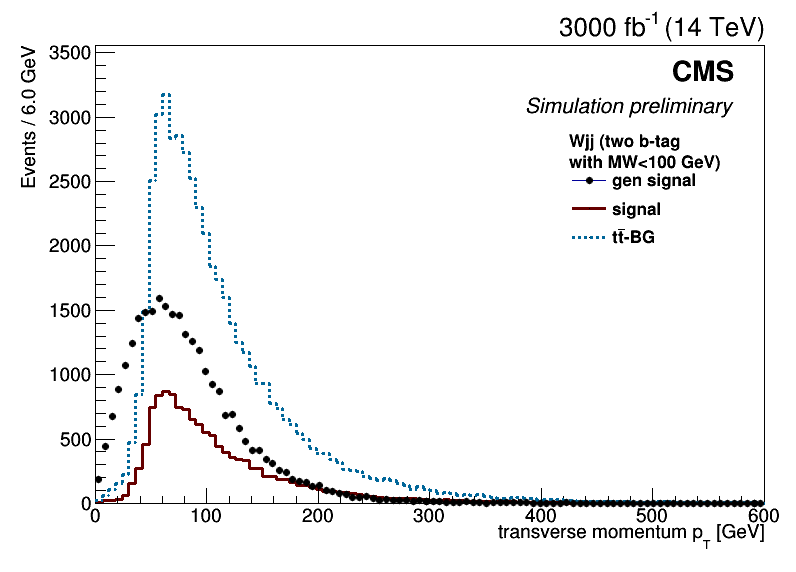 3000 fb⁻¹ (14 TeV)
Events / 6.0 GeV
3500
3000
2500
2000
1500
1000
500
0
CMS
Simulation preliminary
Wjj (two b-tag
with MW<100 GeV)
gen signal
signal
tt̄-BG
0 100 200 300 400 500 600
transverse momentum p_T [GeV]